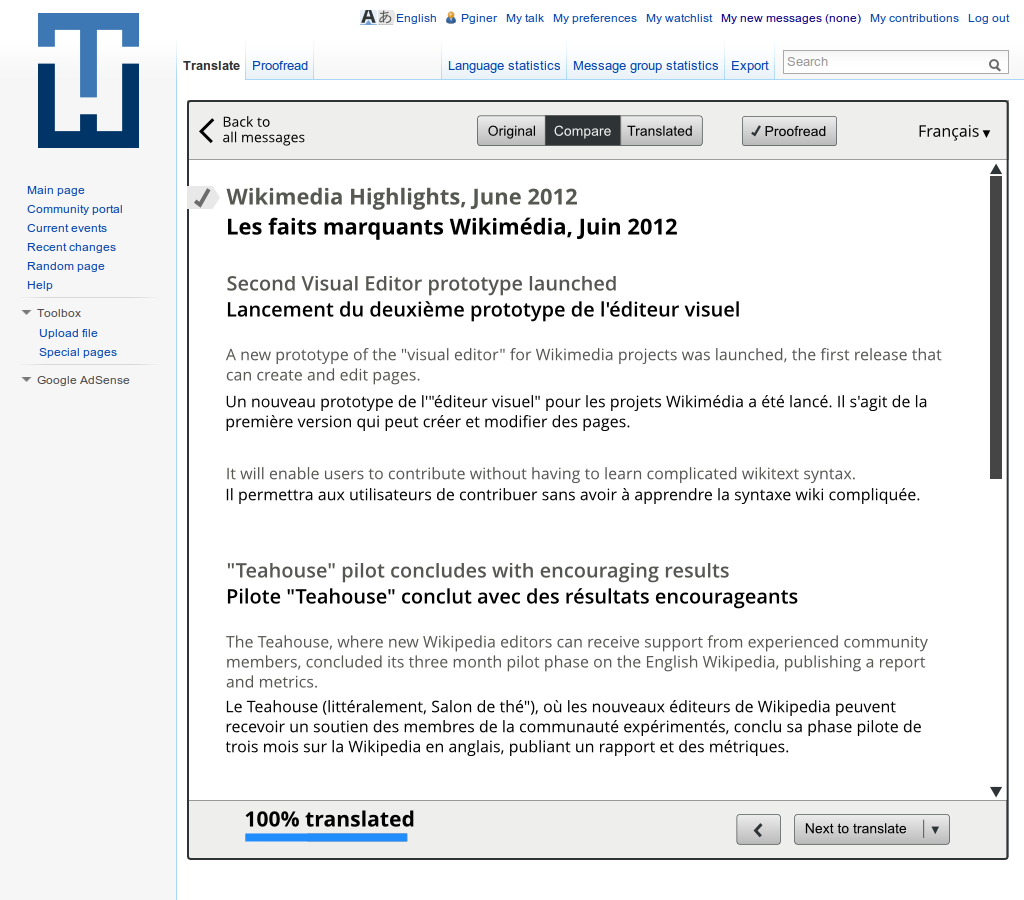 English Pginer My talk My preferences My watchlist My new messages (none) My contributions Log out
Translate Proofread Language statistics Message group statistics Export Search
Back to
all messages
Original Compare Translated ✓ Proofread Français ▾
Main page
Community portal
Current events
Recent changes
Random page
Help
Toolbox
Upload file
Special pages
Google AdSense
Wikimedia Highlights, June 2012
Les faits marquants Wikimédia, Juin 2012
Second Visual Editor prototype launched
Lancement du deuxième prototype de l'éditeur visuel
A new prototype of the "visual editor" for Wikimedia projects was launched, the first release that
can create and edit pages.
Un nouveau prototype de l'"éditeur visuel" pour les projets Wikimédia a été lancé. Il s'agit de la
première version qui peut créer et modifier des pages.
It will enable users to contribute without having to learn complicated wikitext syntax.
Il permettra aux utilisateurs de contribuer sans avoir à apprendre la syntaxe wiki compliquée.
"Teahouse" pilot concludes with encouraging results
Pilote "Teahouse" conclut avec des résultats encourageants
The Teahouse, where new Wikipedia editors can receive support from experienced community
members, concluded its three month pilot phase on the English Wikipedia, publishing a report
and metrics.
Le Teahouse (littéralement, Salon de thé"), où les nouveaux éditeurs de Wikipedia peuvent
recevoir un soutien des membres de la communauté expérimentés, conclu sa phase pilote de
trois mois sur la Wikipedia en anglais, publiant un rapport et des métriques.
100% translated
Next to translate